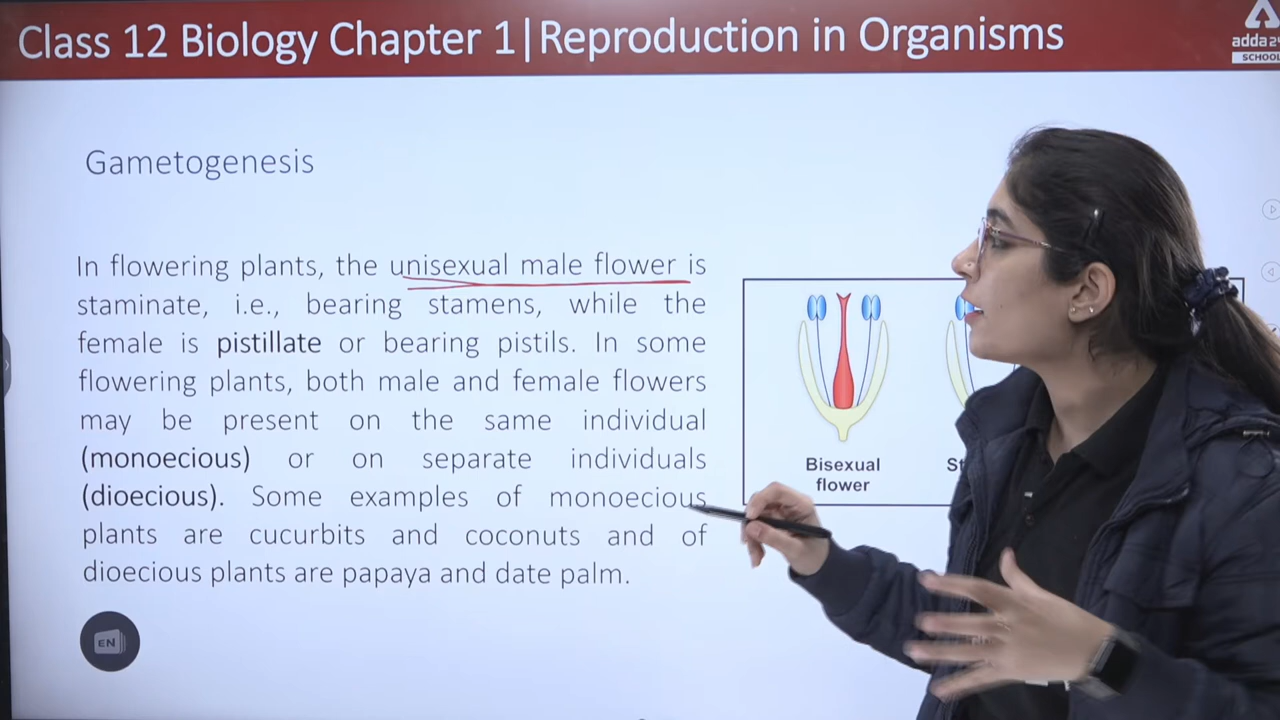 Class 12 Biology Chapter 1|Reproduction in Organisms
SCHOOL
Gametogenesis
In flowering plants, the unisexual male flower is
staminate, i.e., bearing stamens, while the
female is pistillate or bearing pistils. In some
flowering plants, both male and female flowers
may be present on the same individual
(monoecious) or on separate individuals
(dioecious). Some examples of monoecious
plants are cucurbits and coconuts and of
dioecious plants are papaya and date palm.
Bisexual
flower
EN